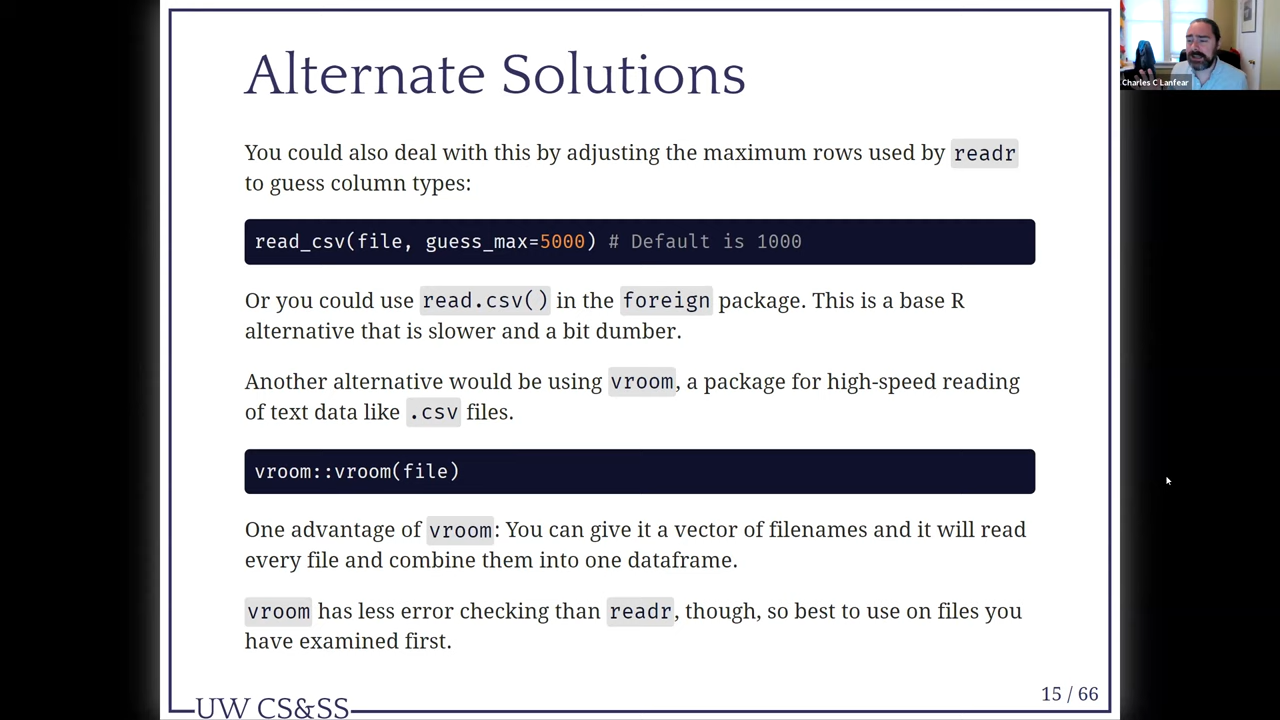 Alternate Solutions
Charles C Lanfear
You could also deal with this by adjusting the maximum rows used by readr
to guess column types:
read_csv(file, guess_max=5000) # Default is 1000
Or you could use read.csv() in the foreign package. This is a base R
alternative that is slower and a bit dumber.
Another alternative would be using vroom, a package for high-speed reading
of text data like .csv files.
vroom::vroom(file)
One advantage of vroom: You can give it a vector of filenames and it will read
every file and combine them into one dataframe.
vroom has less error checking than readr, though, so best to use on files you
have examined first.
UW CS&SS
15 / 66